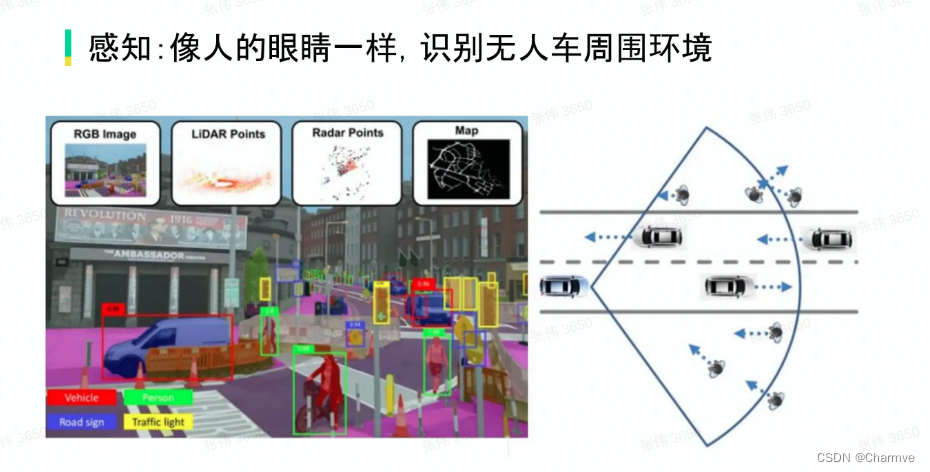 感知:像人的眼睛一样, 识别无人车周围环境
RGB Image
LiDAR Points
Radar Points
Map
REVOLUTION 1916
THE AMBASSADOR THEATRE
0.96
Vehicle
Person
Road sign
Traffic light
张伟 3650
CSDN @Charmve